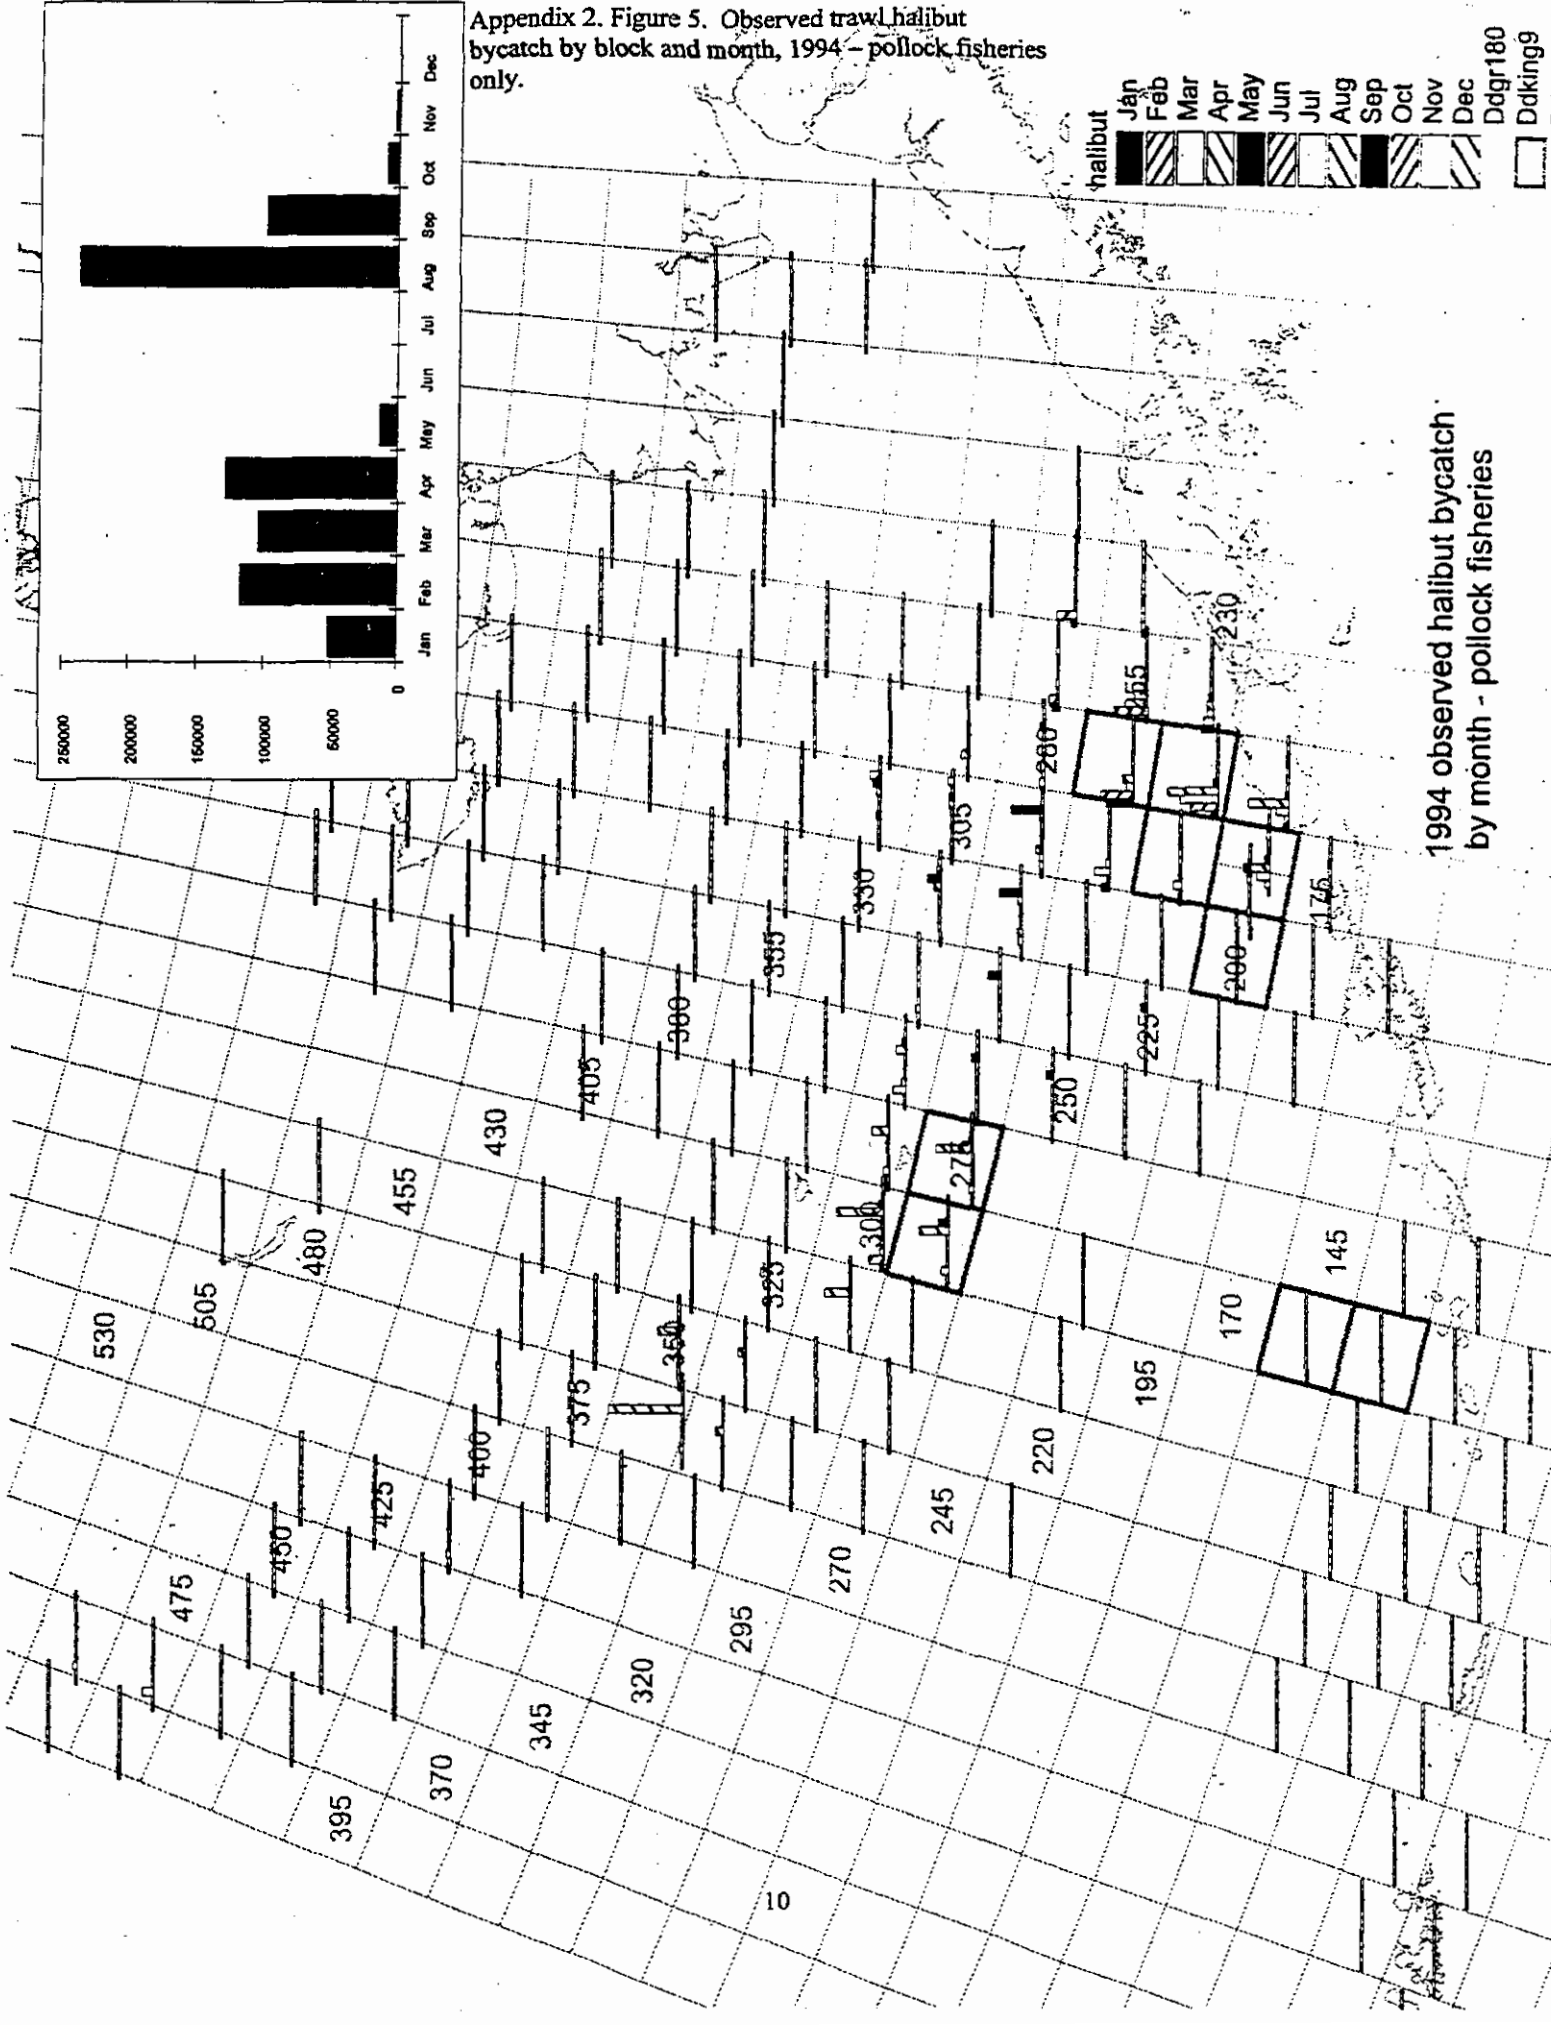 Appendix 2. Figure 5. Observed trawl halibut
bycatch by block and month, 1994 – pollock fisheries
only.
250000
200000
150000
100000
50000
0
Jan
Feb
Mar
Apr
May
Jun
Jul
Aug
Sep
Oct
Nov
Dec
halibut
Jan
Feb
Mar
Apr
May
Jun
Jul
Aug
Sep
Oct
Nov
Dec
Ddgr180
Ddking9
1994 observed halibut bycatch
by month - pollock fisheries
530
505
480
455
430
405
380
355
330
305
280
255
230
475
450
425
400
375
350
325
300
275
250
225
200
175
395
370
345
320
295
270
245
220
195
170
145
10